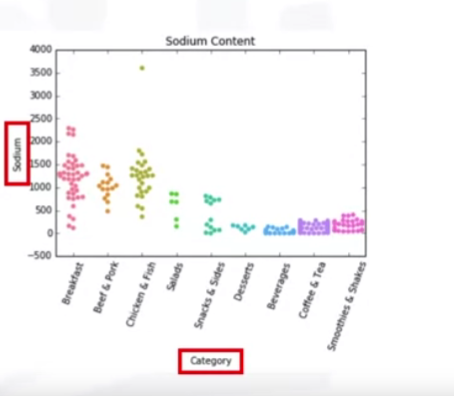 Sodium Content
4000
3500
3000
2500
2000
1500
1000
500
0
−500
Sodium
Breakfast
Beef & Pork
Chicken & Fish
Salads
Snacks & Sides
Desserts
Beverages
Coffee & Tea
Smoothies & Shakes
Category